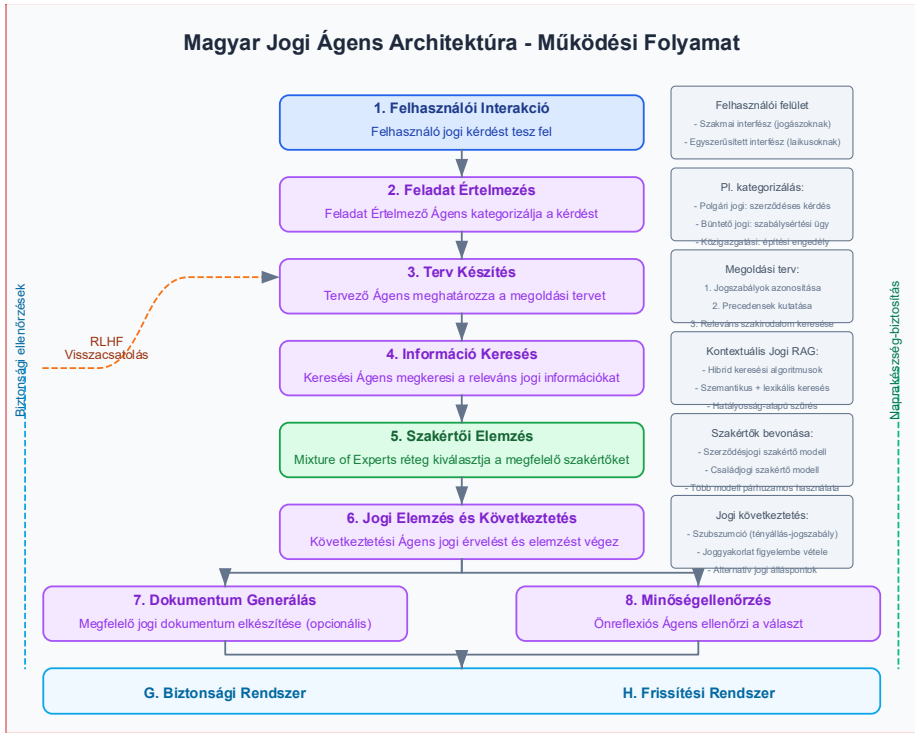 Magyar Jogi Ágens Architektúra - Működési Folyamat
1. Felhasználói Interakció
Felhasználó jogi kérdést tesz fel
Felhasználói felület
- Szakmai interfész (jogászoknak)
- Egyszerűsített interfész (laikusoknak)
2. Feladat Értelmezés
Feladat Értelmező Ágens kategorizálja a kérdést
Pl. kategorizálás:
- Polgári jogi: szerződéses kérdés
- Büntető jogi: szabálysértési ügy
- Közigazgatási: építési engedély
3. Terv Készítés
Tervező Ágens meghatározza a megoldási tervet
Megoldási terv:
1. Jogszabályok azonosítása
2. Precedensek kutatása
3. Releváns szakirodalom keresése
RLHF
Visszacsatolás
Biztonsági ellenőrzések
Naprakészség-biztosítás
4. Információ Keresés
Keresési Ágens megkeresi a releváns jogi információkat
Kontextuális Jogi RAG:
- Hibrid keresési algoritmusok
- Szemantikus + lexikális keresés
- Hatályosság-alapú szűrés
5. Szakértői Elemzés
Mixture of Experts réteg kiválasztja a megfelelő szakértőket
Szakértők bevonása:
- Szerződésjogi szakértő modell
- Családjogi szakértő modell
- Több modell párhuzamos használata
6. Jogi Elemzés és Következtetés
Következtetési Ágens jogi érvelést és elemzést végez
Jogi következtetés:
- Szubszumció (tényállás-jogszabály)
- Joggyakorlat figyelembe vétele
- Alternatív jogi álláspontok
7. Dokumentum Generálás
Megfelelő jogi dokumentum elkészítése (opcionális)
8. Minőségellenőrzés
Önreflexiós Ágens ellenőrzi a választ
G. Biztonsági Rendszer
H. Frissítési Rendszer